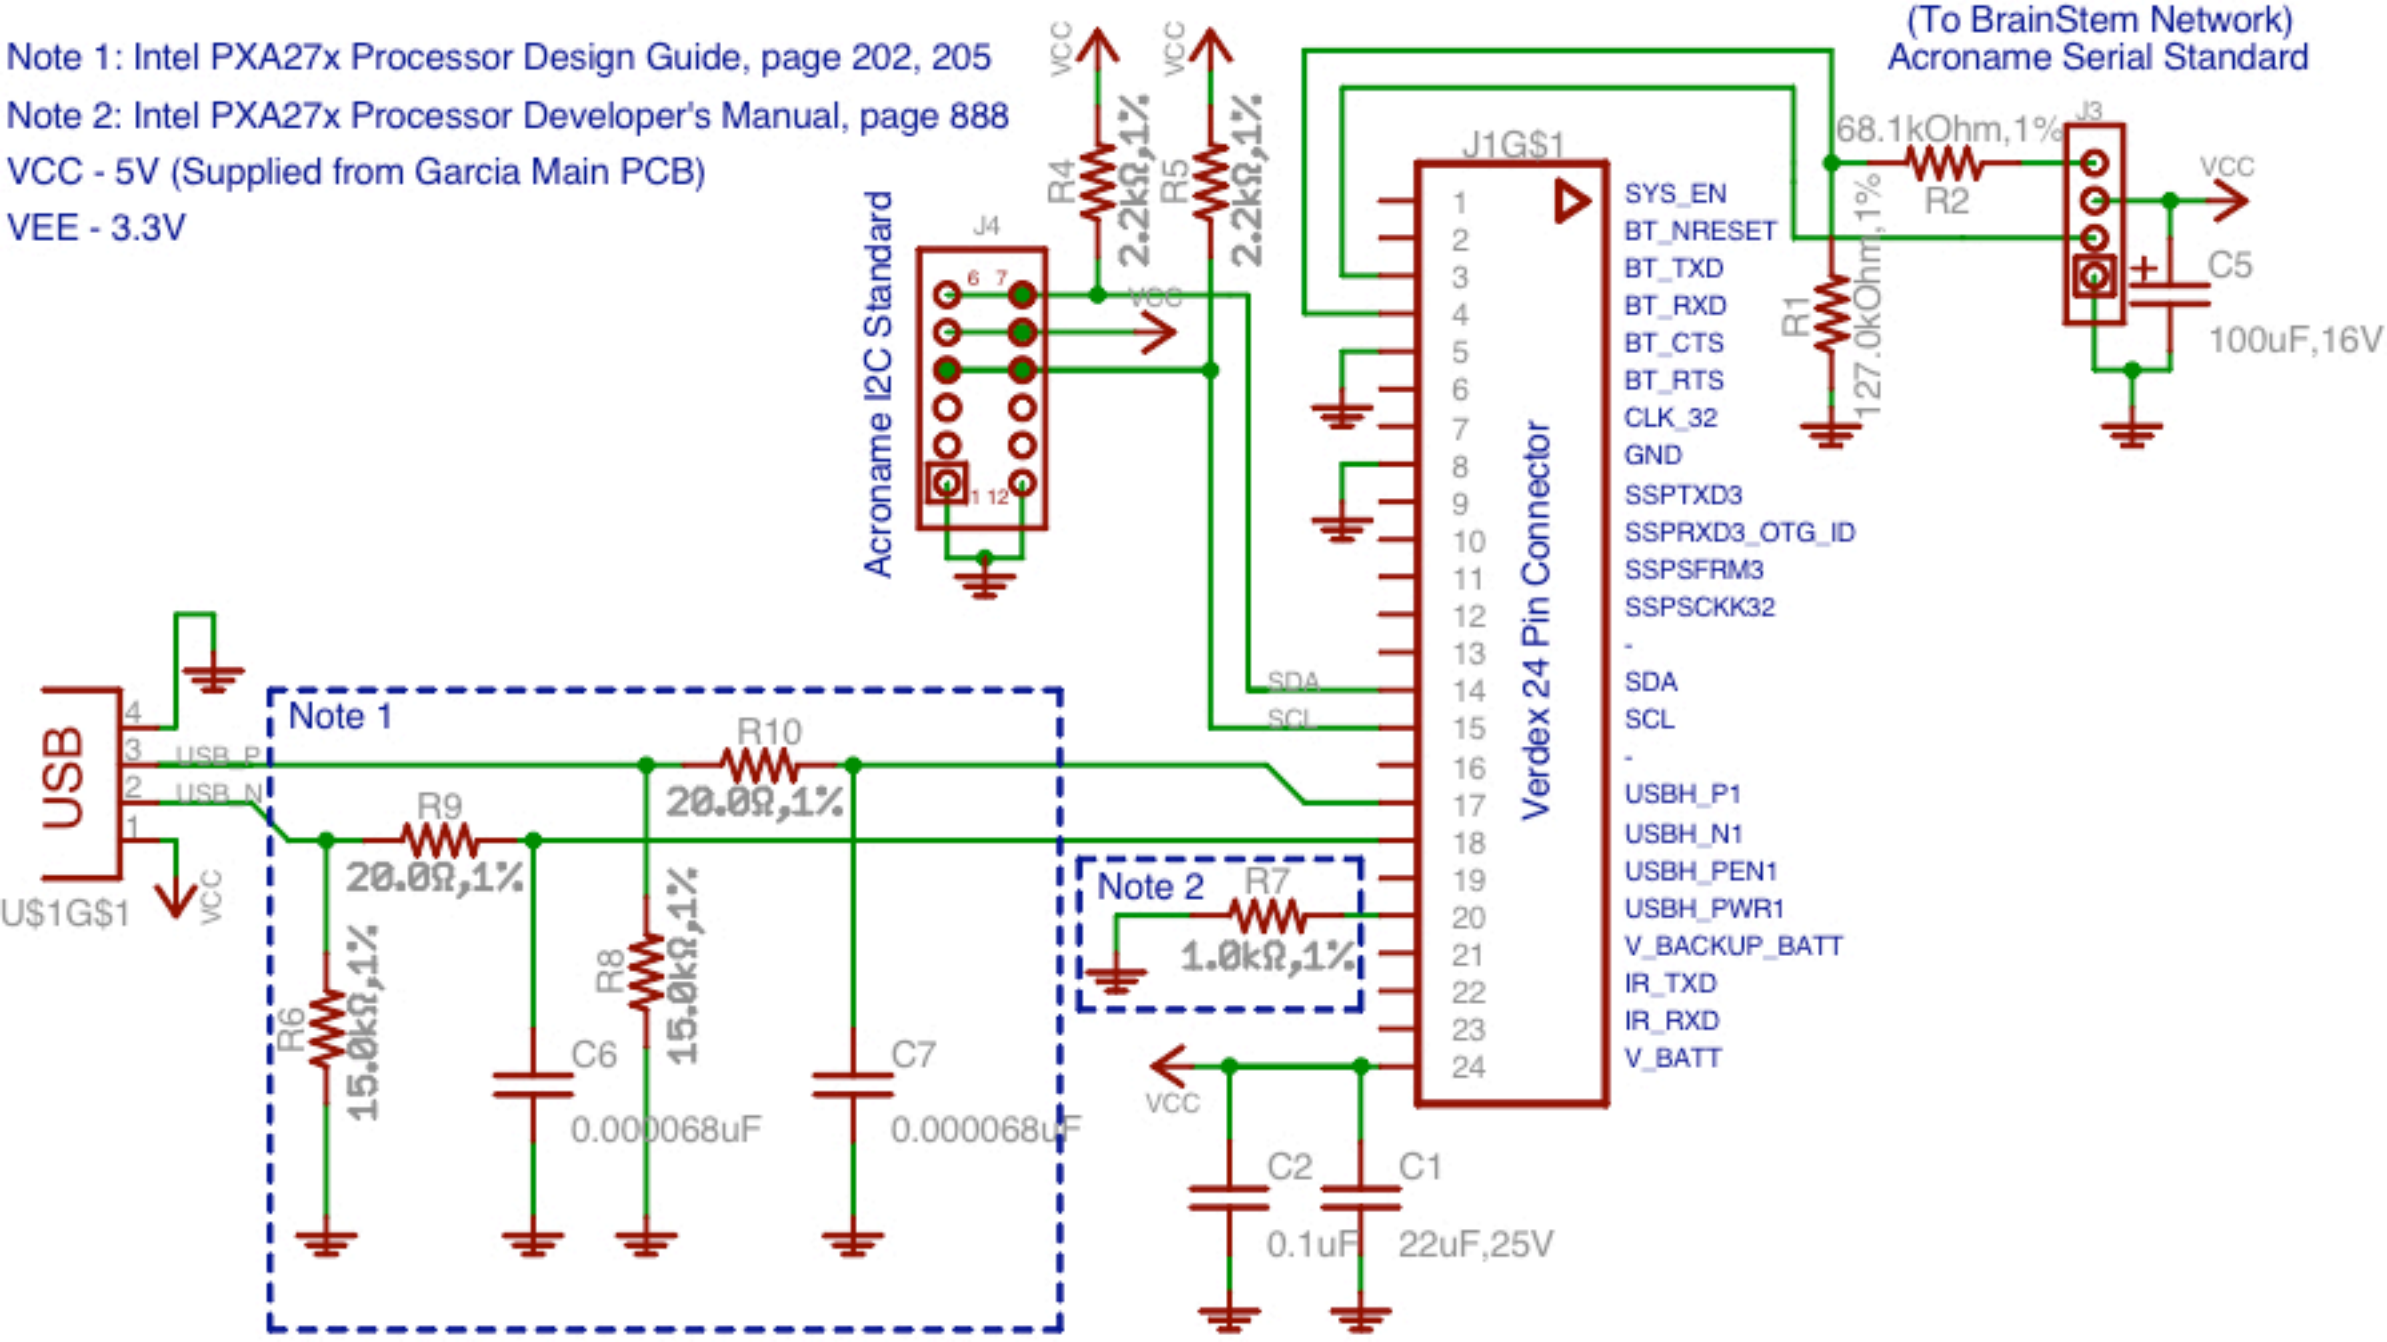 Note 1: Intel PXA27x Processor Design Guide, page 202, 205
Note 2: Intel PXA27x Processor Developer's Manual, page 888
VCC - 5V (Supplied from Garcia Main PCB)
VEE - 3.3V
(To BrainStem Network)
Acroname Serial Standard
VCC
VCC
R4
2.2kΩ,1%
R5
2.2kΩ,1%
J3
68.1kOhm,1%
R2
VCC
R1
127.0kOhm,1%
+
C5
100uF,16V
Acroname I2C Standard
J4
6 7
1 12
VCC
J1G$1
Verdex 24 Pin Connector
1 SYS_EN
2 BT_NRESET
3 BT_TXD
4 BT_RXD
5 BT_CTS
6 BT_RTS
7 CLK_32
8 GND
9 SSPTXD3
10 SSPRXD3_OTG_ID
11 SSPSFRM3
12 SSPSCKK32
13 -
SDA 14 SDA
SCL 15 SCL
16 -
17 USBH_P1
18 USBH_N1
19 USBH_PEN1
20 USBH_PWR1
21 V_BACKUP_BATT
22 IR_TXD
23 IR_RXD
24 V_BATT
USB
4
3 USB_P
2 USB_N
1
VCC
U$1G$1
Note 1
R10
20.0Ω,1%
R9
20.0Ω,1%
R6
15.0kΩ,1%
R8
15.0kΩ,1%
C6
0.000068uF
C7
0.000068uF
Note 2
R7
1.0kΩ,1%
VCC
C2
0.1uF
C1
22uF,25V